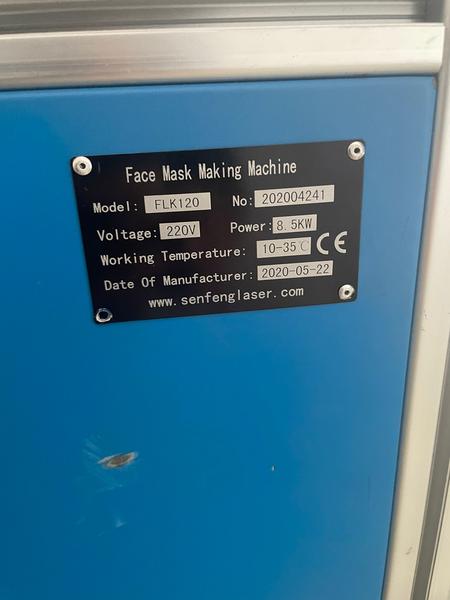 Face Mask Making Machine
Model: FLK120 No: 202004241
Voltage: 220V Power: 8.5KW
Working Temperature: 10-35℃ CE
Date Of Manufacturer: 2020-05-22
www.senfenglaser.com